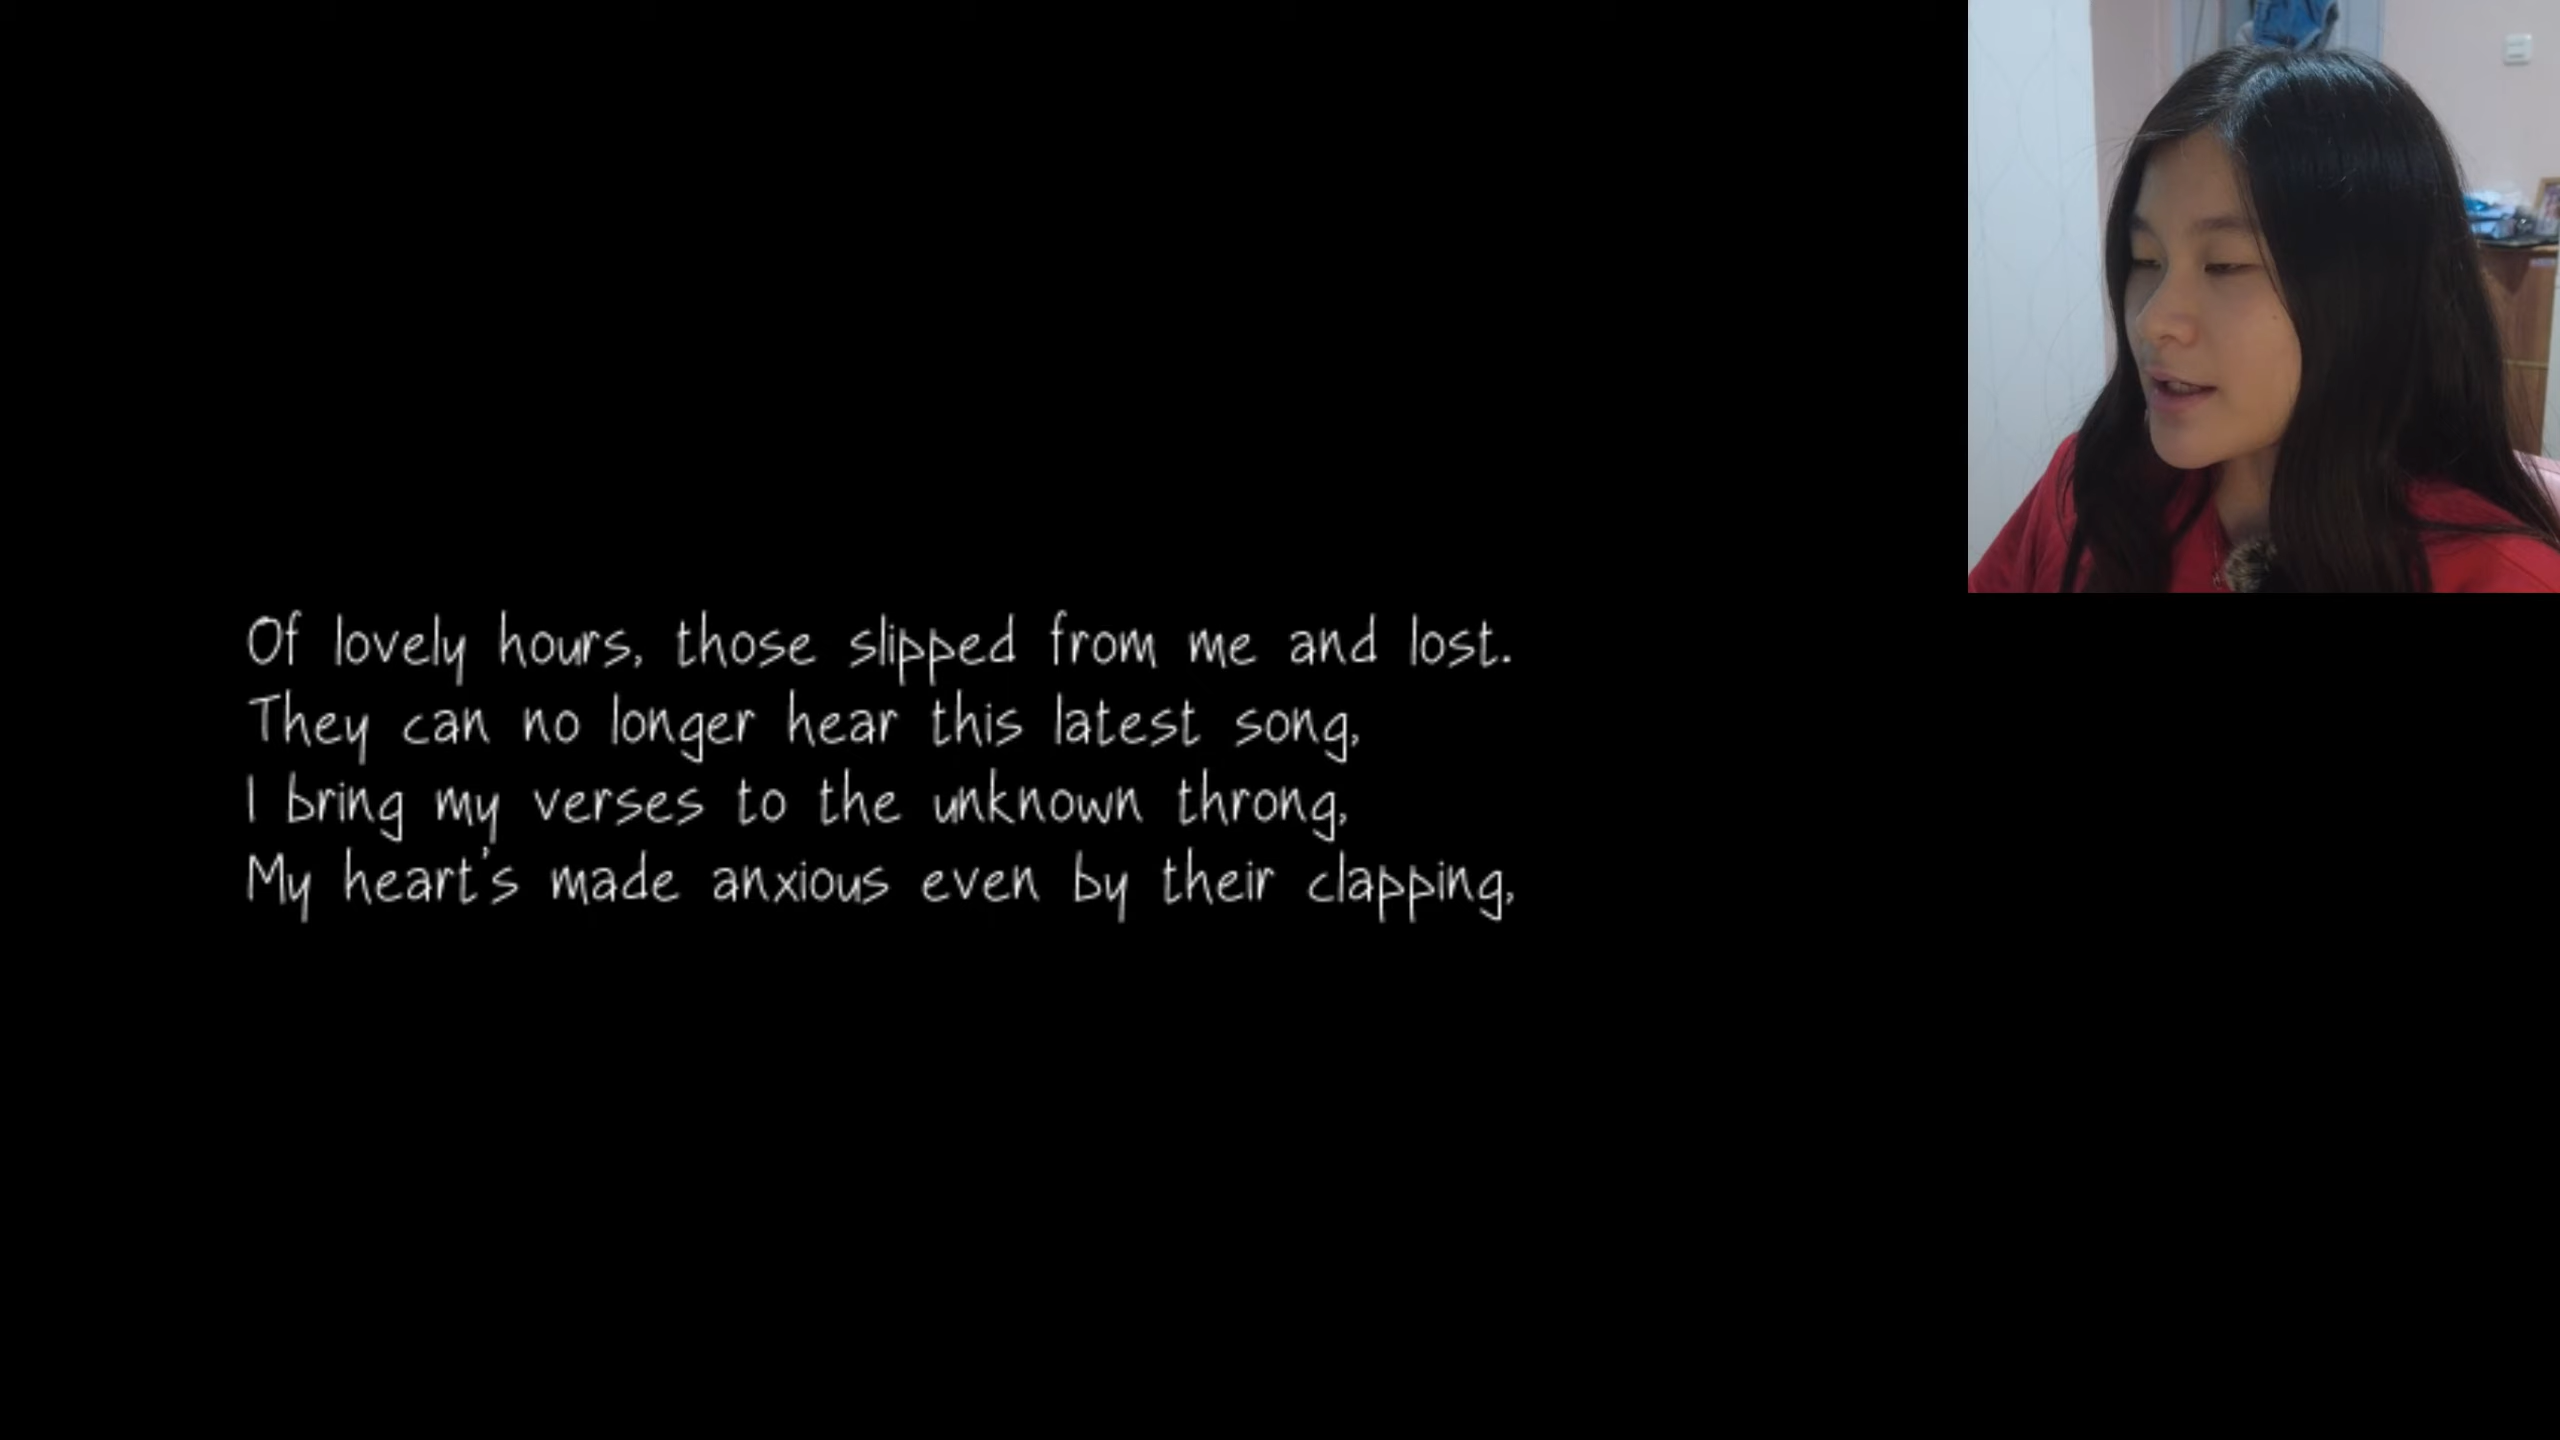 Of lovely hours, those slipped from me and lost.
They can no longer hear this latest song,
I bring my verses to the unknown throng,
My heart's made anxious even by their clapping,